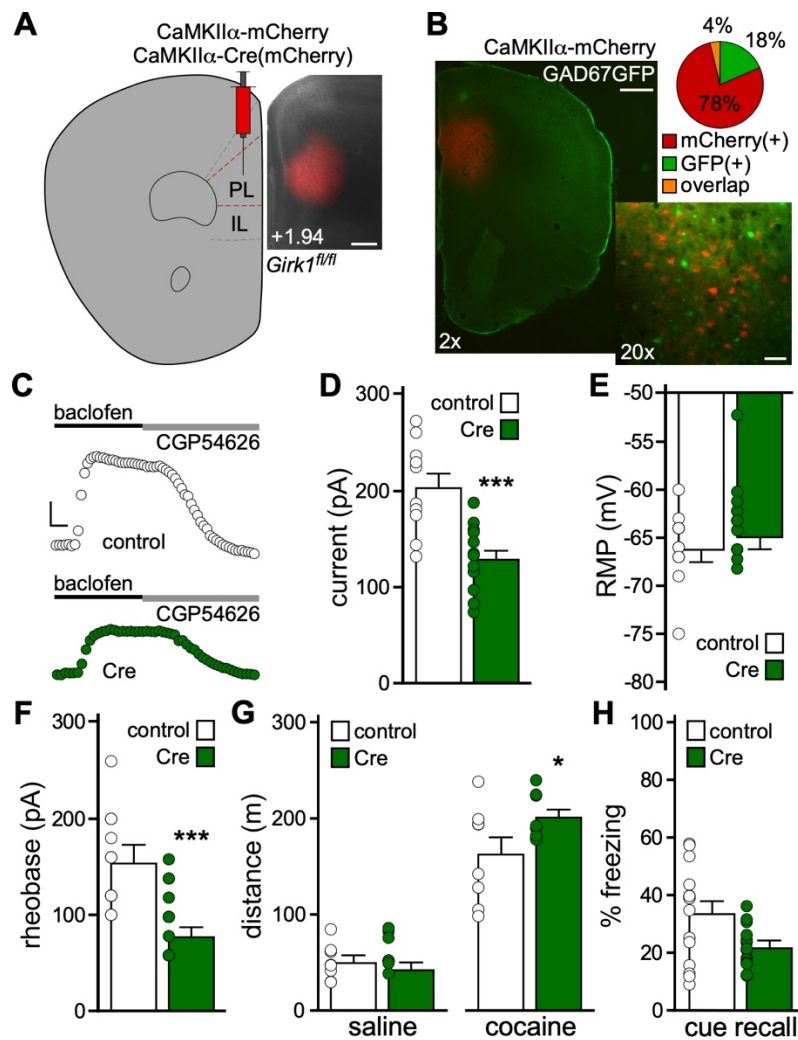 A
CaMKIIα-mCherry
CaMKIIα-Cre(mCherry)
PL
IL
+1.94
Girk1fl/fl
B
CaMKIIα-mCherry
GAD67GFP
4%
18%
78%
mCherry(+)
GFP(+)
overlap
2x
20x
C
baclofen
CGP54626
control
baclofen
CGP54626
Cre
D
300
200
100
0
current (pA)
control
Cre
***
E
-50
-55
-60
-65
-70
-75
-80
RMP (mV)
control
Cre
F
300
200
100
0
rheobase (pA)
control
Cre
***
G
300
200
100
0
distance (m)
control
Cre
*
saline
cocaine
H
100
80
60
40
20
0
% freezing
control
Cre
cue recall